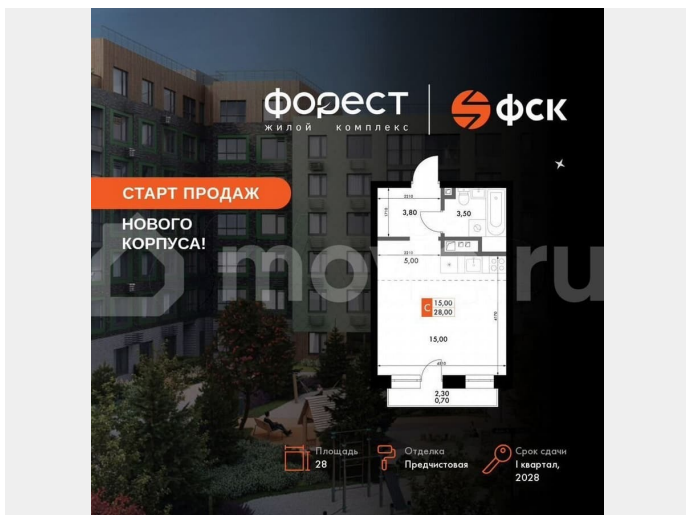 форест
жилой комплекс
фск
СТАРТ ПРОДАЖ
НОВОГО
КОРПУСА!
3,80
3,50
5,00
С
15,00
28,00
15,00
2,30
0,70
move.ru
Площадь
28
Отделка
Предчистовая
Срок сдачи
I квартал,
2028